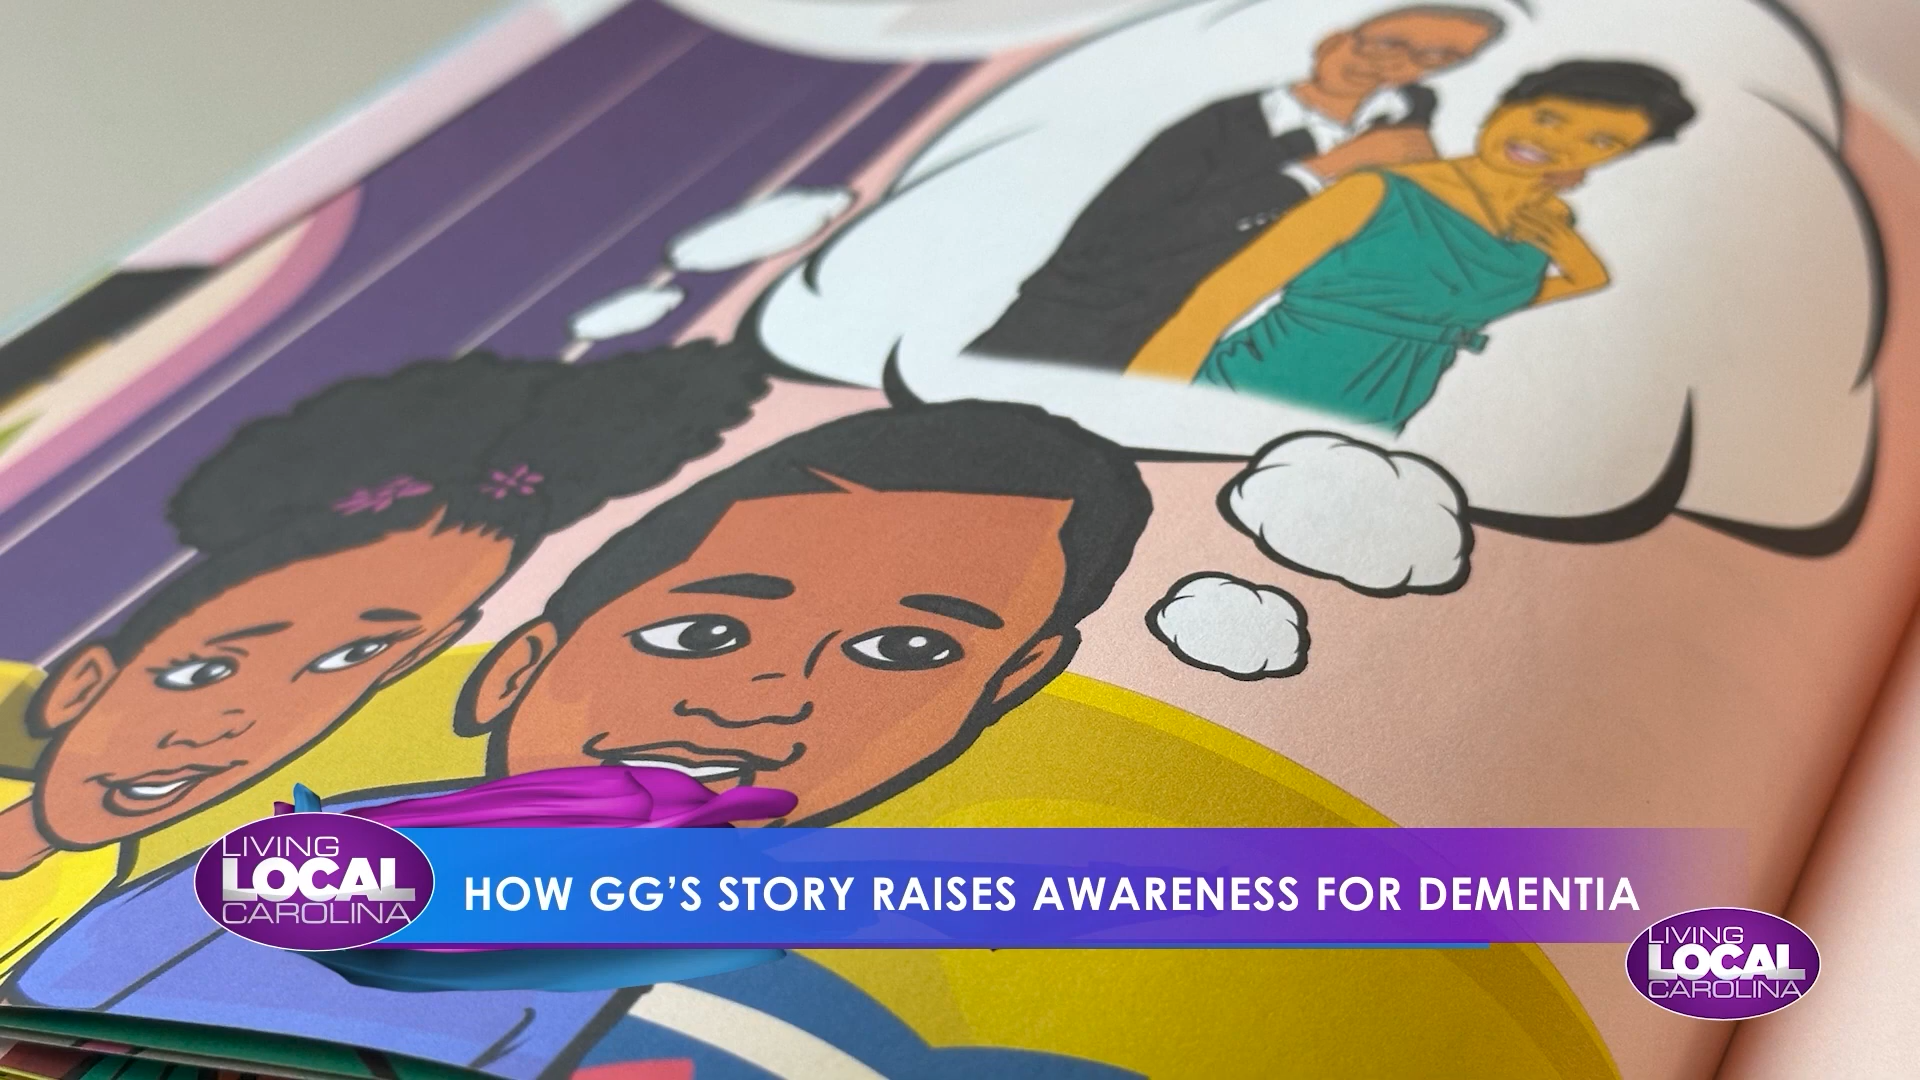 LIVING
LOCAL
CAROLINA
HOW GG’S STORY RAISES AWARENESS FOR DEMENTIA
LIVING
LOCAL
CAROLINA